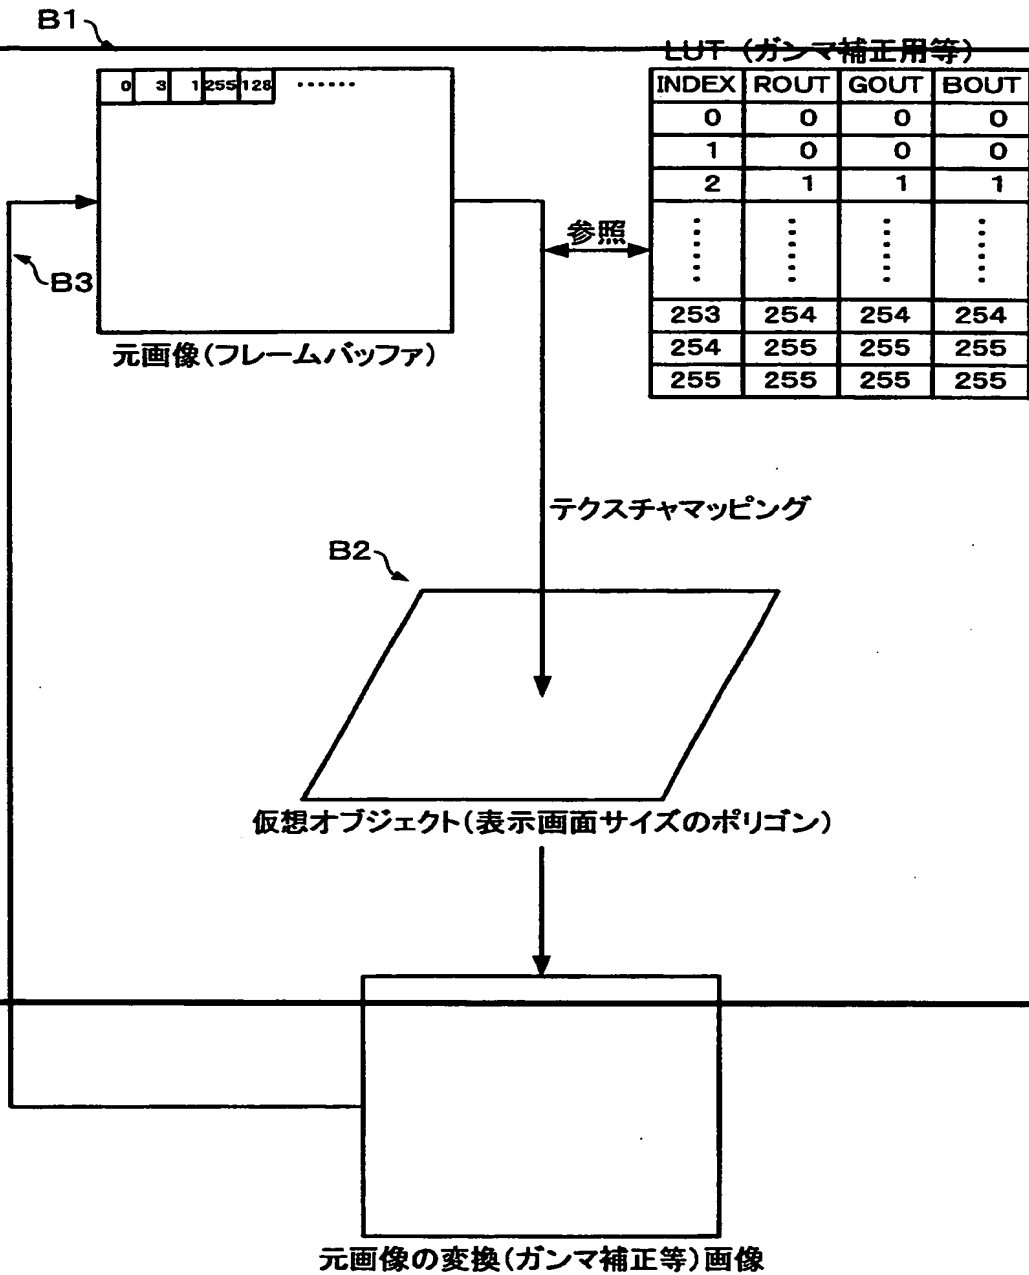 B1
LUT (ガンマ補正用等)
0 3 1 255 128 ······
INDEX ROUT GOUT BOUT
0 0 0 0
1 0 0 0
2 1 1 1
253 254 254 254
254 255 255 255
255 255 255 255
参照
B3
元画像(フレームバッファ)
テクスチャマッピング
B2
仮想オブジェクト(表示画面サイズのポリゴン)
元画像の変換(ガンマ補正等)画像